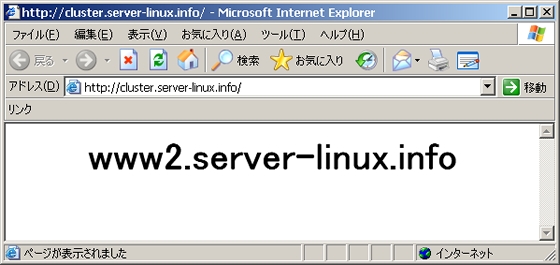 http://cluster.server-linux.info/ - Microsoft Internet Explorer
ファイル(F) 編集(E) 表示(V) お気に入り(A) ツール(T) ヘルプ(H)
戻る 検索 お気に入り
アドレス(D) http://cluster.server-linux.info/ 移動
リンク
www2.server-linux.info
ページが表示されました インターネット